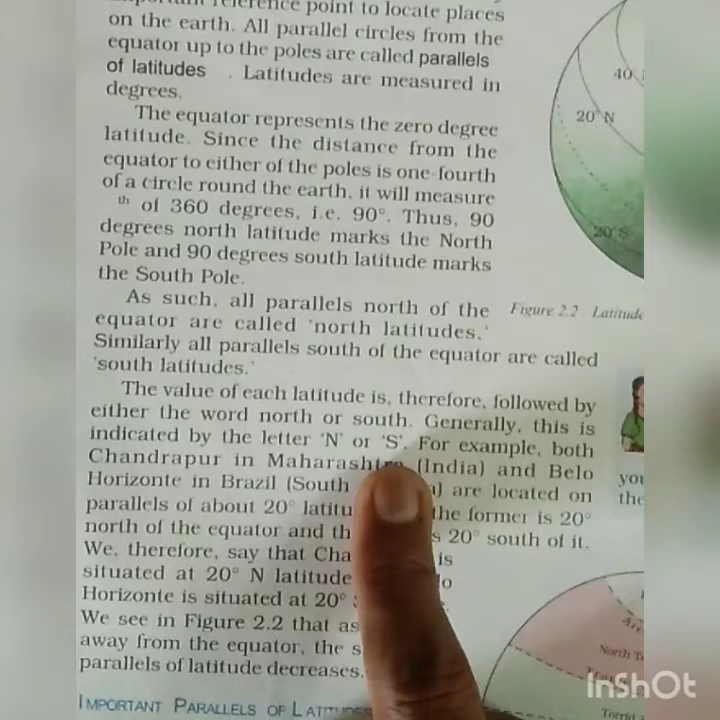 reference point to locate places
on the earth. All parallel circles from the
equator up to the poles are called parallels
of latitudes . Latitudes are measured in
degrees.
The equator represents the zero degree
latitude. Since the distance from the
equator to either of the poles is one-fourth
of a circle round the earth, it will measure
th of 360 degrees, i.e. 90°. Thus, 90
degrees north latitude marks the North
Pole and 90 degrees south latitude marks
the South Pole.
As such, all parallels north of the
equator are called 'north latitudes.'
Similarly all parallels south of the equator are called
'south latitudes.'
The value of each latitude is, therefore, followed by
either the word north or south. Generally, this is
indicated by the letter 'N' or 'S'. For example, both
Chandrapur in Maharashtra (India) and Belo
Horizonte in Brazil (South are located on
parallels of about 20° the former is 20°
north of the equator and 20° south of it.
We, therefore, say that is
situated at 20° N latitude
Horizonte is situated at 20°
We see in Figure 2.2 that as
away from the equator, the
parallels of latitude decreases.
IMPORTANT PARALLELS OF LATITUDES
40
20° N
20° S
Figure 2.2 : Latitude
you
the
North
Torrid
InShOt